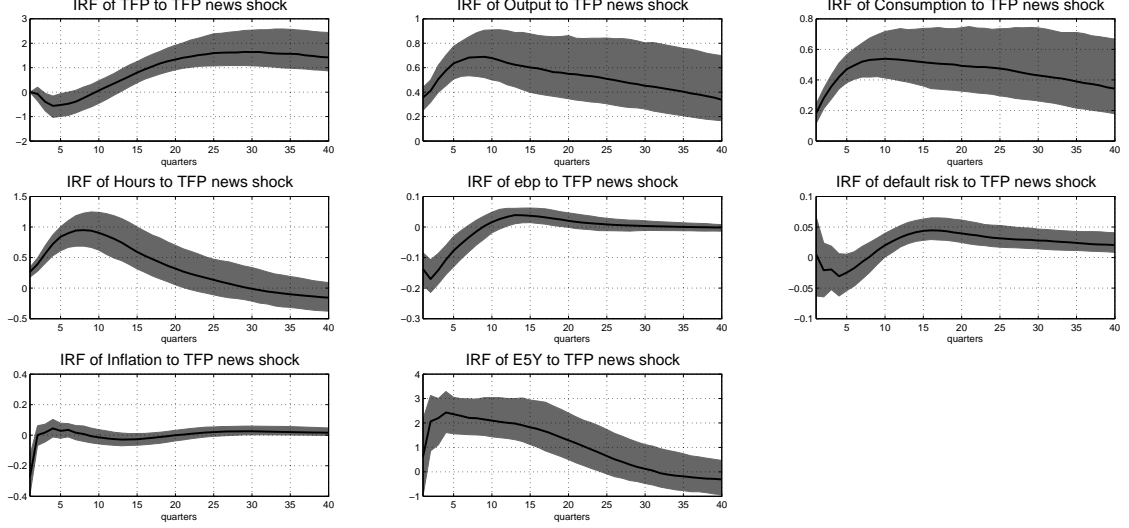 IRF of TFP to TFP news shock
3
2
1
0
−1
−2
5 10 15 20 25 30 35 40
quarters
IRF of Output to TFP news shock
1
0.8
0.6
0.4
0.2
0
5 10 15 20 25 30 35 40
quarters
IRF of Consumption to TFP news shock
0.8
0.6
0.4
0.2
0
5 10 15 20 25 30 35 40
quarters
IRF of Hours to TFP news shock
1.5
1
0.5
0
−0.5
5 10 15 20 25 30 35 40
quarters
IRF of ebp to TFP news shock
0.1
0
−0.1
−0.2
−0.3
5 10 15 20 25 30 35 40
quarters
IRF of default risk to TFP news shock
0.1
0.05
0
−0.05
−0.1
5 10 15 20 25 30 35 40
quarters
IRF of Inflation to TFP news shock
0.4
0.2
0
−0.2
−0.4
5 10 15 20 25 30 35 40
quarters
IRF of E5Y to TFP news shock
4
3
2
1
0
−1
5 10 15 20 25 30 35 40
quarters